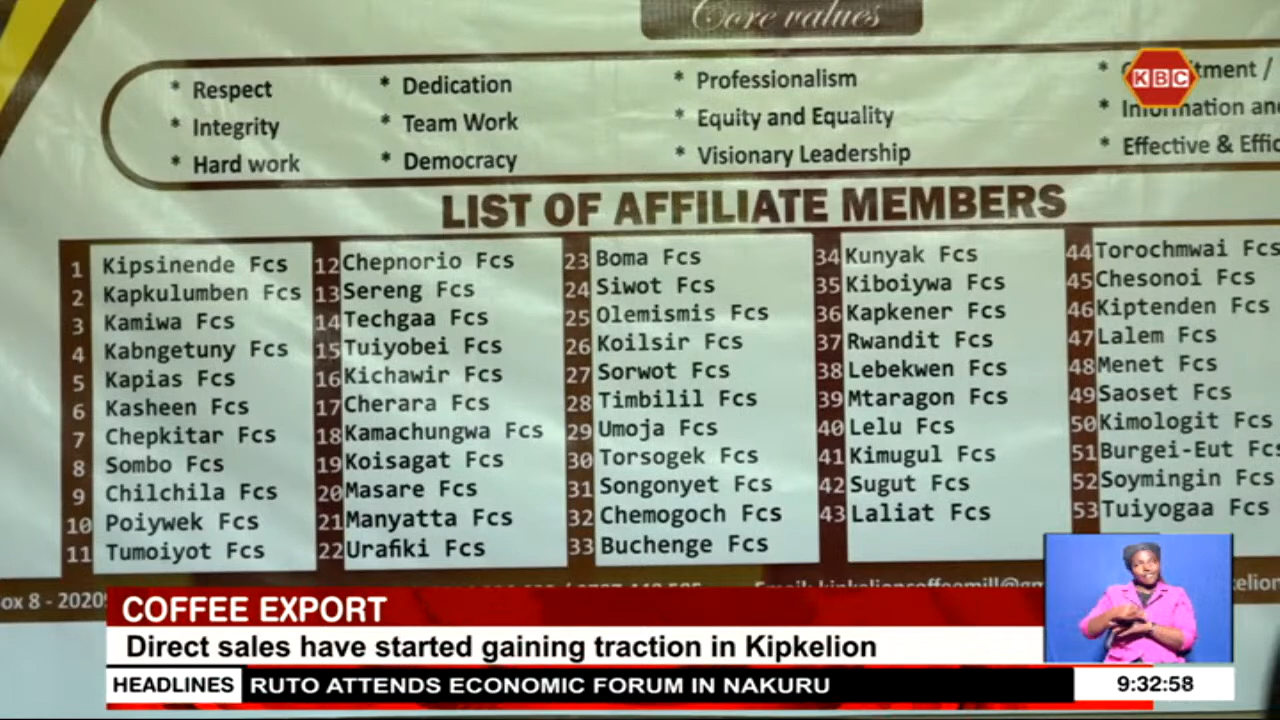 Core values
* Respect
* Integrity
* Hard work
* Dedication
* Team Work
* Democracy
* Professionalism
* Equity and Equality
* Visionary Leadership
*
* Information
* Effective &
KBC
LIST OF AFFILIATE MEMBERS
1 Kipsinende Fcs
2 Kapkulumben Fcs
3 Kamiwa Fcs
4 Kabngetuny Fcs
5 Kapias Fcs
6 Kasheen Fcs
7 Chepkitar Fcs
8 Sombo Fcs
9 Chilchila Fcs
10 Poiywek Fcs
11 Tumoiyot Fcs
12 Chepnorio Fcs
13 Sereng Fcs
14 Techgaa Fcs
15 Tuiyobei Fcs
16 Kichawir Fcs
17 Cherara Fcs
18 Kamachungwa Fcs
19 Koisagat Fcs
20 Masare Fcs
21 Manyatta Fcs
22 Urafiki Fcs
23 Boma Fcs
24 Siwot Fcs
25 Olemismis Fcs
26 Koilsir Fcs
27 Sorwot Fcs
28 Timbilil Fcs
29 Umoja Fcs
30 Torsogek Fcs
31 Songonyet Fcs
32 Chemogoch Fcs
33 Buchenge Fcs
34 Kunyak Fcs
35 Kiboiywa Fcs
36 Kapkener Fcs
37 Rwandit Fcs
38 Lebekwen Fcs
39 Mtaragon Fcs
40 Lelu Fcs
41 Kimugul Fcs
42 Sugut Fcs
43 Laliat Fcs
44 Torochmwai Fcs
45 Chesonoi Fcs
46 Kiptenden Fcs
47 Lalem Fcs
48 Menet Fcs
49 Saoset Fcs
50 Kimologit Fcs
51 Burgei-Eut Fcs
52 Soymingin Fcs
53 Tuiyogaa Fcs
ox 8 - 2020
COFFEE EXPORT
Direct sales have started gaining traction in Kipkelion
HEADLINES RUTO ATTENDS ECONOMIC FORUM IN NAKURU
9:32:58